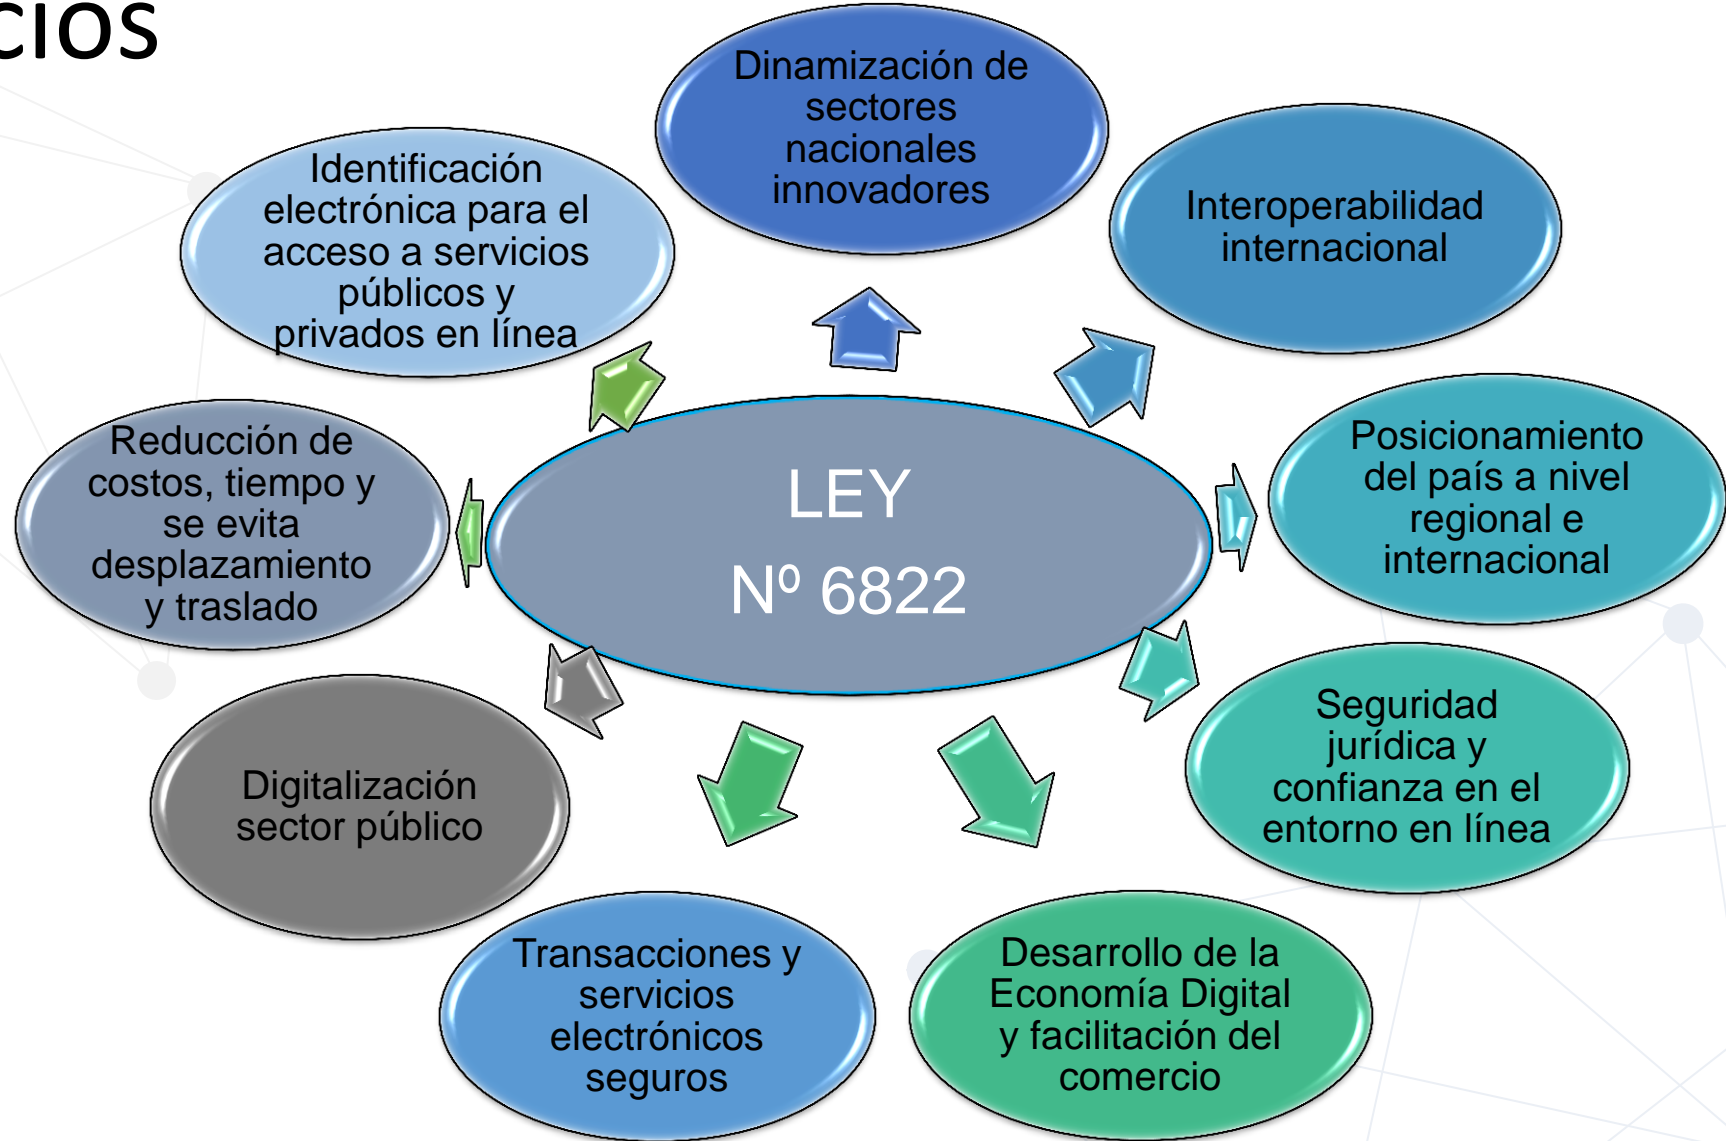 cios
Dinamización de
sectores
nacionales
innovadores
Interoperabilidad
internacional
Posicionamiento
del país a nivel
regional e
internacional
Seguridad
jurídica y
confianza en el
entorno en línea
Desarrollo de la
Economía Digital
y facilitación del
comercio
Transacciones y
servicios
electrónicos
seguros
Digitalización
sector público
Reducción de
costos, tiempo y
se evita
desplazamiento
y traslado
Identificación
electrónica para el
acceso a servicios
públicos y
privados en línea
LEY
Nº 6822